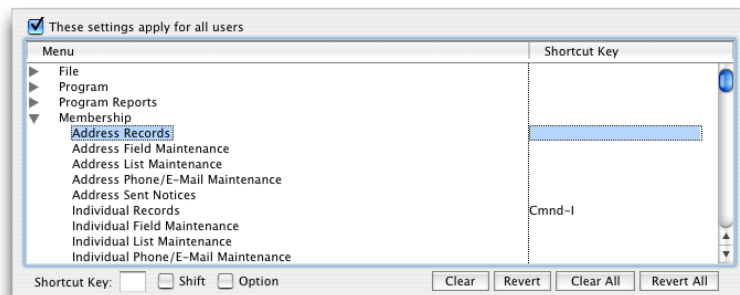 These settings apply for all users
Menu Shortcut Key
File
Program
Program Reports
Membership
Address Records
Address Field Maintenance
Address List Maintenance
Address Phone/E-Mail Maintenance
Address Sent Notices
Individual Records Cmnd-I
Individual Field Maintenance
Individual List Maintenance
Individual Phone/E-Mail Maintenance
Shortcut Key: Shift Option Clear Revert Clear All Revert All